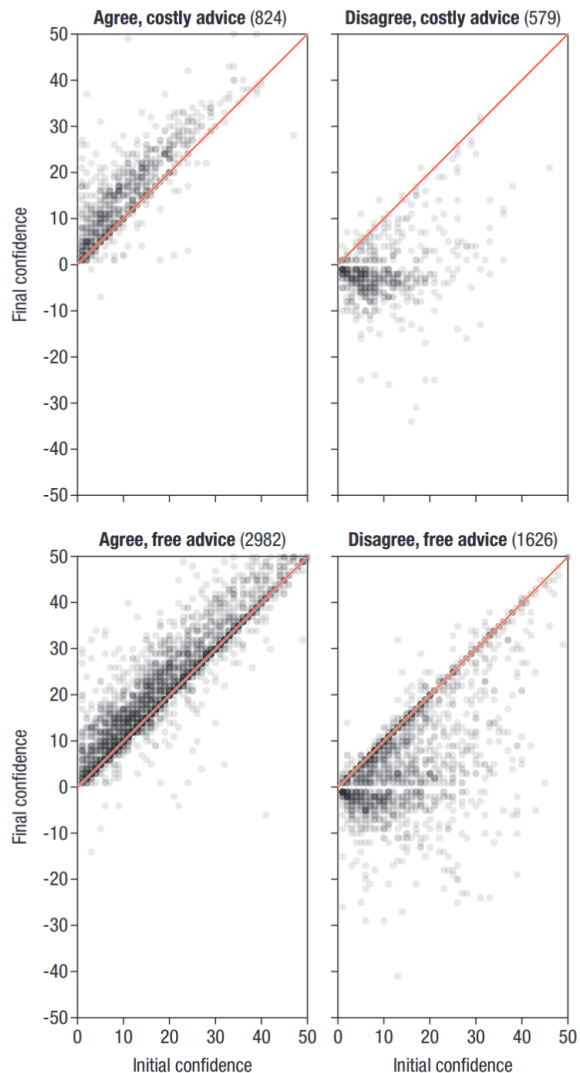 Agree, costly advice (824)
Disagree, costly advice (579)
50
40
30
20
10
0
-10
-20
-30
-40
-50
Final confidence
Agree, free advice (2982)
Disagree, free advice (1626)
50
40
30
20
10
0
-10
-20
-30
-40
-50
Final confidence
0 10 20 30 40 50
0 10 20 30 40 50
Initial confidence
Initial confidence